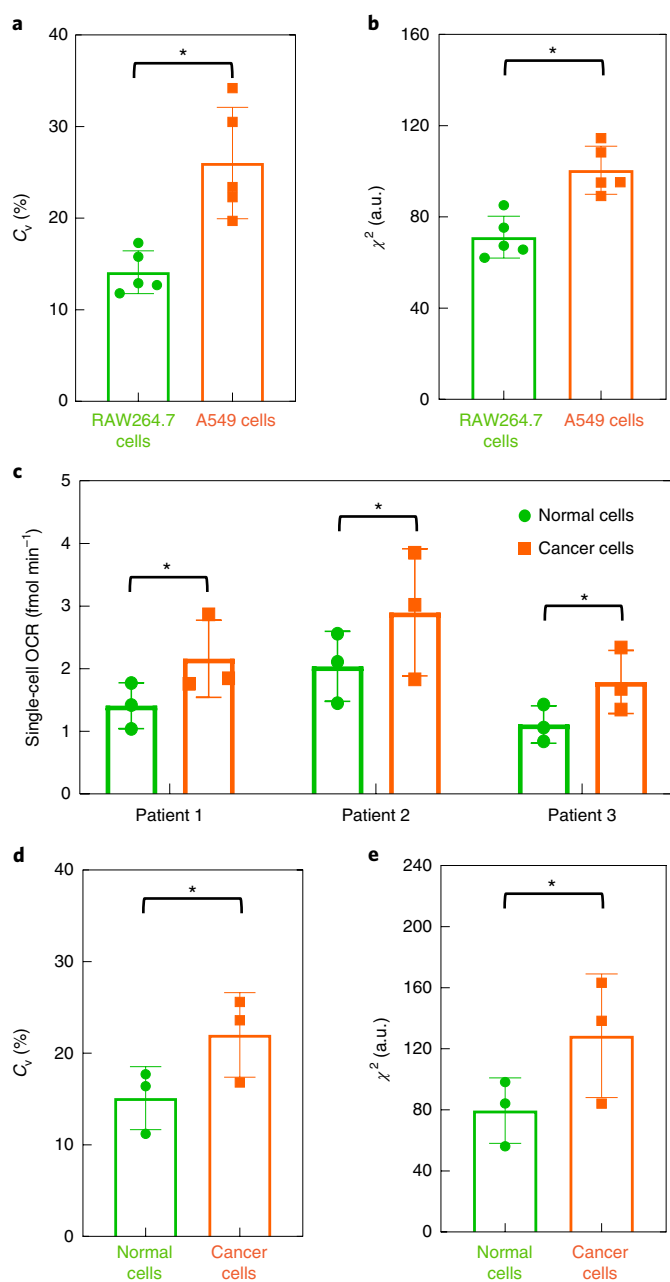 a
*
40
30
20
10
0
C_v (%)
RAW264.7
cells
A549 cells
b
*
160
120
80
40
0
χ² (a.u.)
RAW264.7
cells
A549 cells
c
5
4
3
2
1
0
Single-cell OCR (fmol min⁻¹)
*
*
*
Normal cells
Cancer cells
Patient 1
Patient 2
Patient 3
d
*
40
30
20
10
0
C_v (%)
Normal
cells
Cancer
cells
e
*
240
200
160
120
80
40
0
χ² (a.u.)
Normal
cells
Cancer
cells